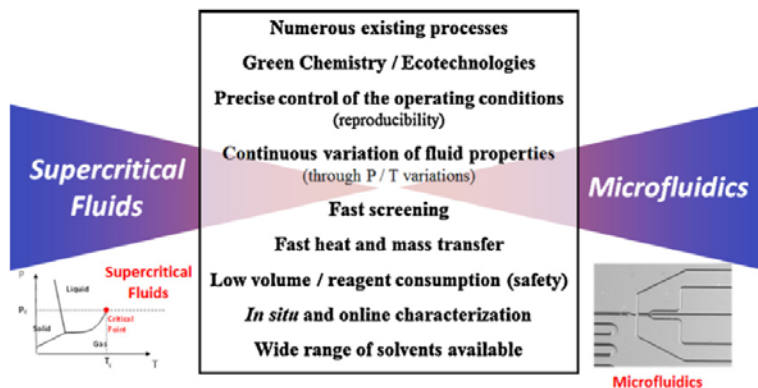 Numerous existing processes
Green Chemistry / Ecotechnologies
Precise control of the operating conditions
(reproducibility)
Continuous variation of fluid properties
(through P / T variations)
Fast screening
Fast heat and mass transfer
Low volume / reagent consumption (safety)
In situ and online characterization
Wide range of solvents available
Supercritical
Fluids
Microfluidics
P
Supercritical
Fluids
Liquid
Pc
Critical
Point
Solid
Gas
Tc
T
Microfluidics